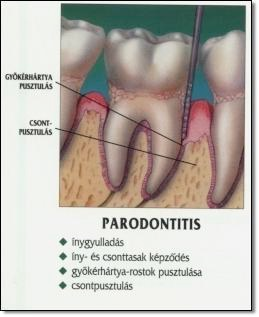 GYÖKÉRHÁRTYA
PUSZTULÁS
CSONT-
PUSZTULÁS
PARODONTITIS
◆ ínygyulladás
◆ íny- és csonttasak képződés
◆ gyökérhártya-rostok pusztulása
◆ csontpusztulás